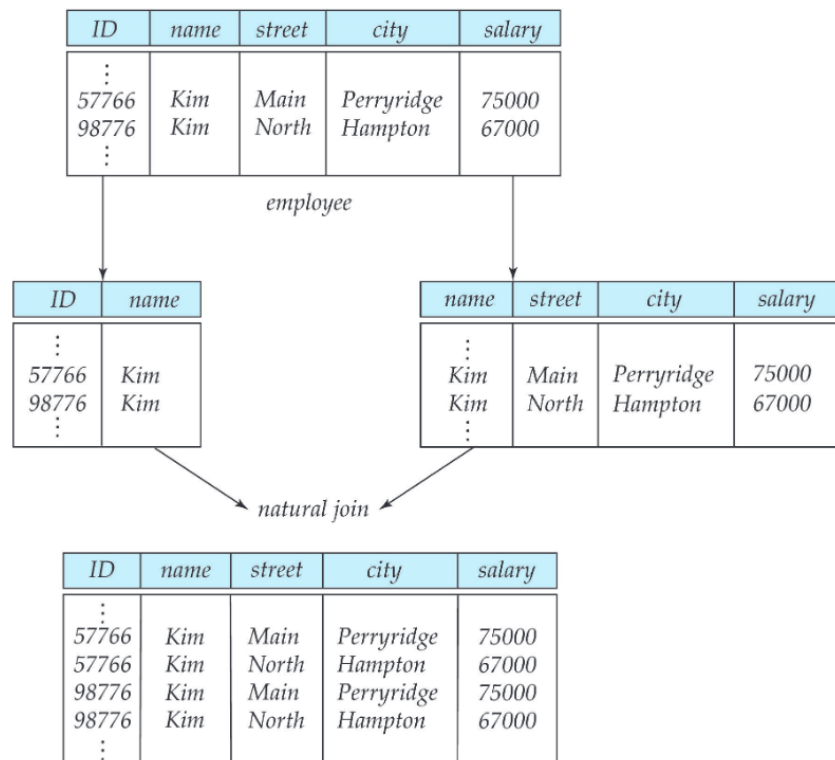 ID name street city salary
⋮
57766 Kim Main Perryridge 75000
98776 Kim North Hampton 67000
⋮
employee
ID name
⋮
57766 Kim
98776 Kim
⋮
name street city salary
⋮
Kim Main Perryridge 75000
Kim North Hampton 67000
⋮
natural join
ID name street city salary
⋮
57766 Kim Main Perryridge 75000
57766 Kim North Hampton 67000
98776 Kim Main Perryridge 75000
98776 Kim North Hampton 67000
⋮